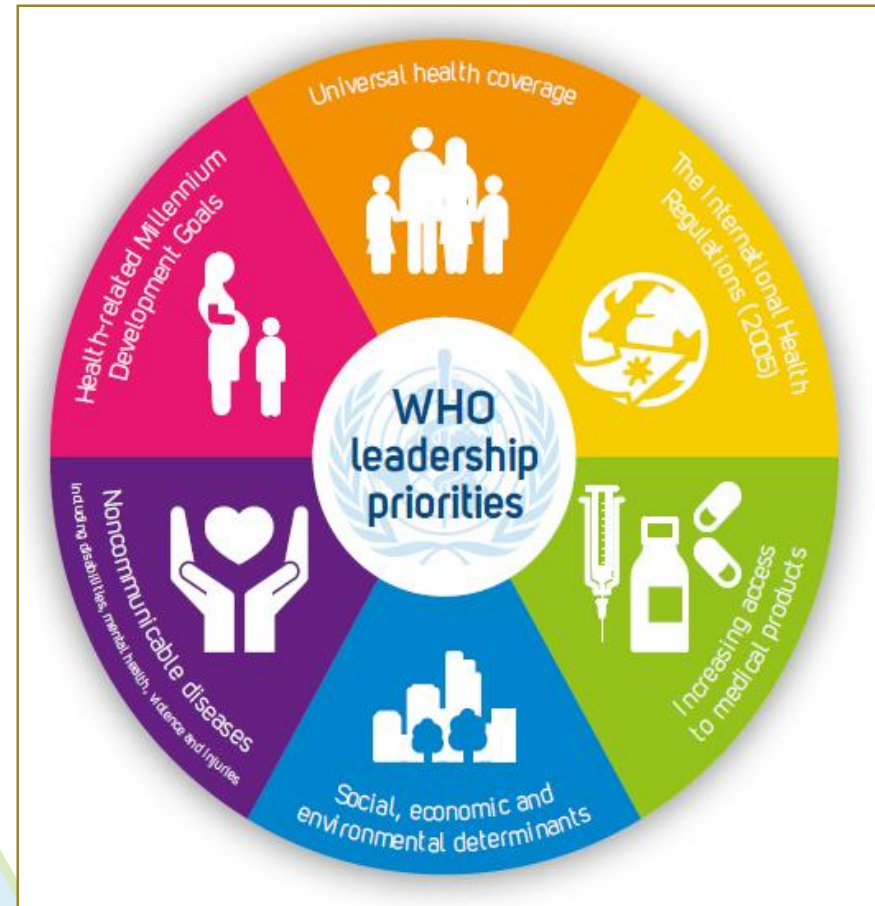 Universal health coverage
The International Health
Regulations (2005)
Increasing access
to medical products
Social, economic and
environmental determinants
Noncommunicable diseases
Including disabilities, mental health, violence and injuries
Health-related Millennium
Development Goals
WHO
leadership
priorities